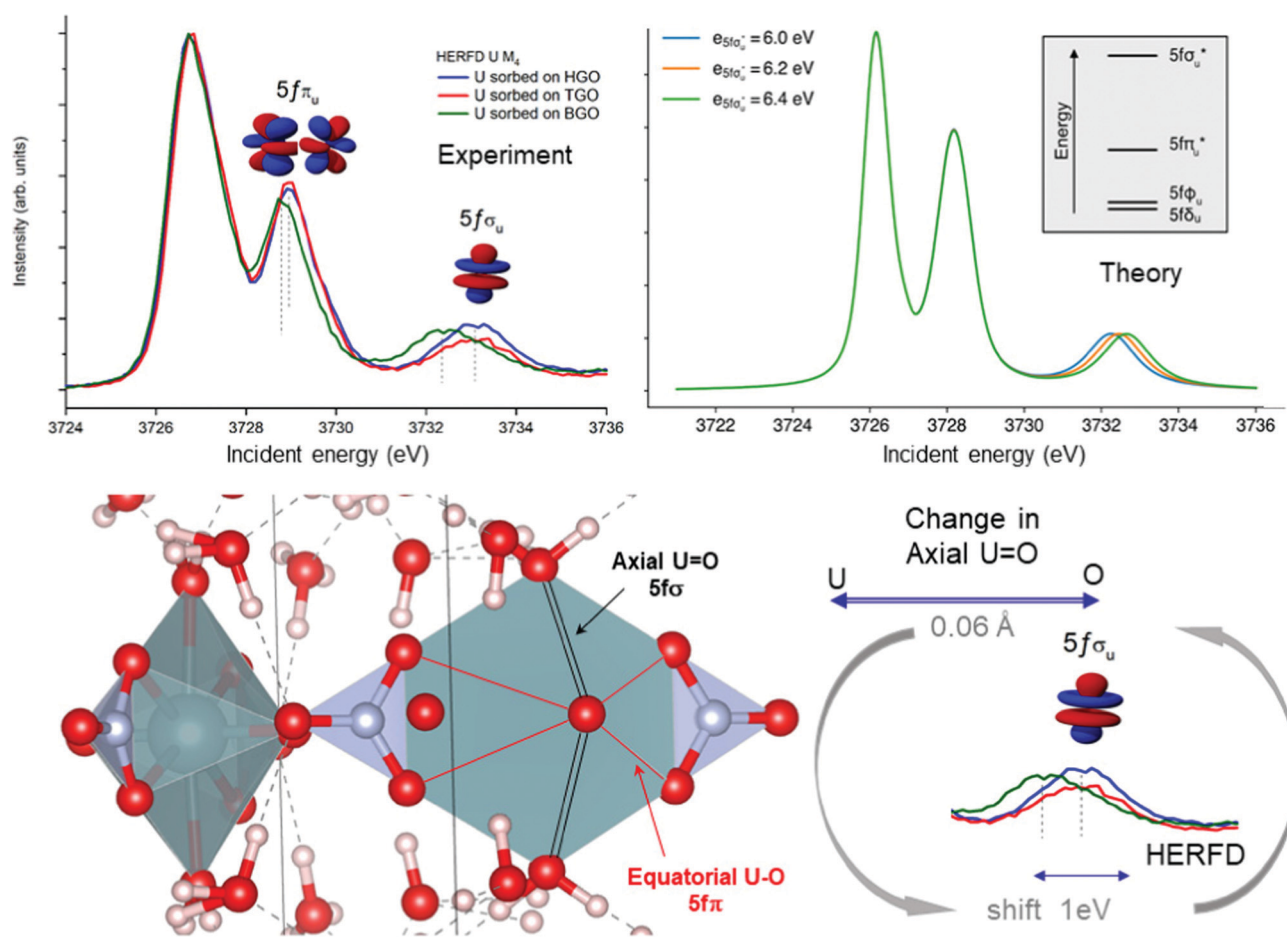 HERFD U M₄
U sorbed on HGO
U sorbed on TGO
U sorbed on BGO
5fπᵤ
Experiment
5fσᵤ
Instensity (arb. units)
3724 3726 3728 3730 3732 3734 3736
Incident energy (eV)
e5fσᵤ⁻ = 6.0 eV
e5fσᵤ⁻ = 6.2 eV
e5fσᵤ⁻ = 6.4 eV
Energy
5fσᵤ*
5fπᵤ*
5fϕᵤ
5fδᵤ
Theory
3722 3724 3726 3728 3730 3732 3734 3736
Incident energy (eV)
Axial U=O
5fσ
Equatorial U-O
5fπ
Change in
Axial U=O
U O
0.06 Å
5fσᵤ
HERFD
shift 1eV